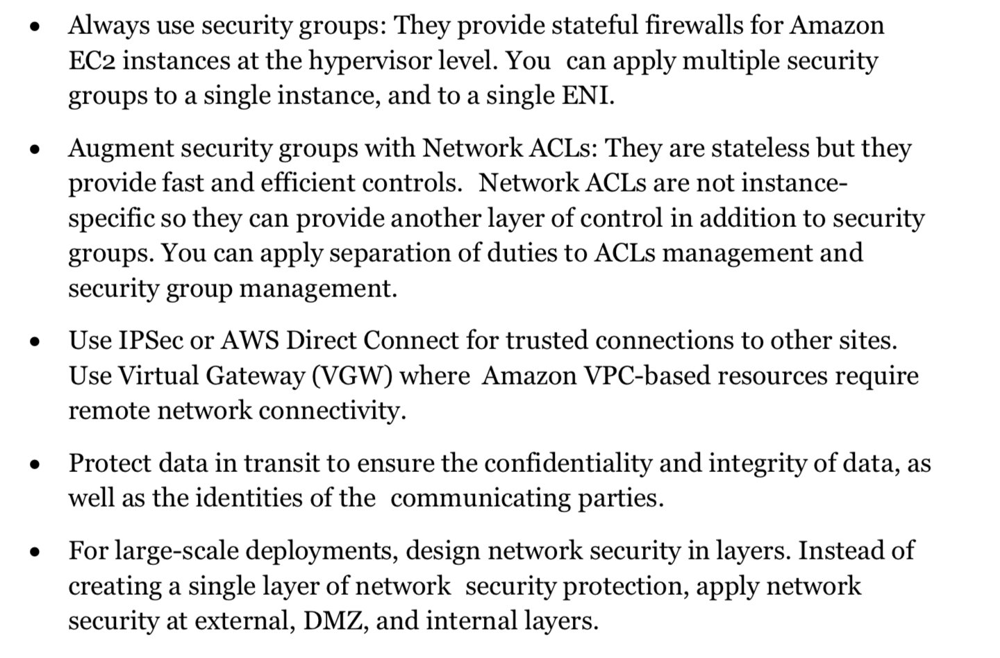 • Always use security groups: They provide stateful firewalls for Amazon
EC2 instances at the hypervisor level. You can apply multiple security
groups to a single instance, and to a single ENI.
• Augment security groups with Network ACLs: They are stateless but they
provide fast and efficient controls. Network ACLs are not instance-
specific so they can provide another layer of control in addition to security
groups. You can apply separation of duties to ACLs management and
security group management.
• Use IPSec or AWS Direct Connect for trusted connections to other sites.
Use Virtual Gateway (VGW) where Amazon VPC-based resources require
remote network connectivity.
• Protect data in transit to ensure the confidentiality and integrity of data, as
well as the identities of the communicating parties.
• For large-scale deployments, design network security in layers. Instead of
creating a single layer of network security protection, apply network
security at external, DMZ, and internal layers.